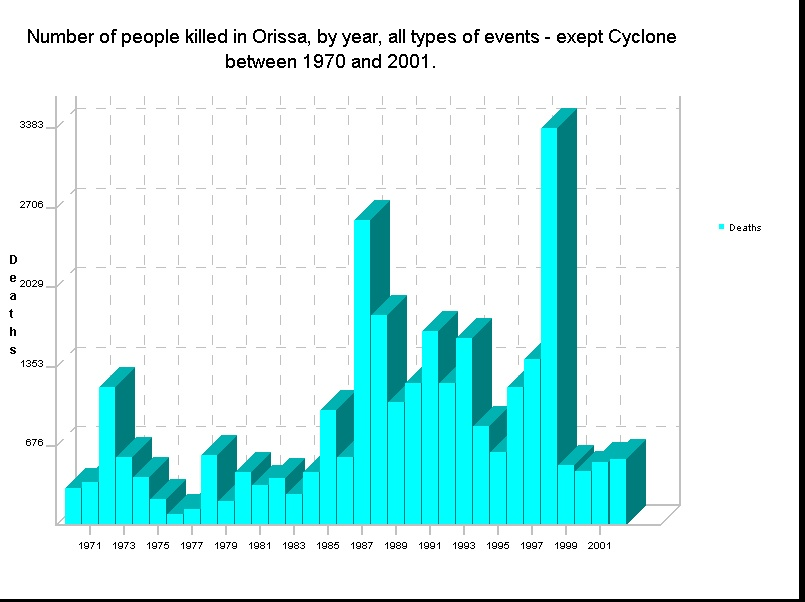 Number of people killed in Orissa, by year, all types of events - exept Cyclone
between 1970 and 2001.
3383
2706
2029
1353
676
Deaths
Deaths
1971 1973 1975 1977 1979 1981 1983 1985 1987 1989 1991 1993 1995 1997 1999 2001